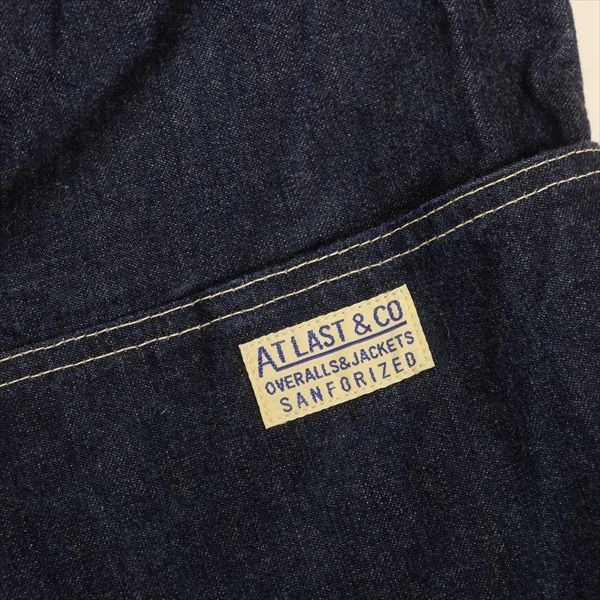 AT LAST & CO
OVERALLS&JACKETS
SANFORIZED